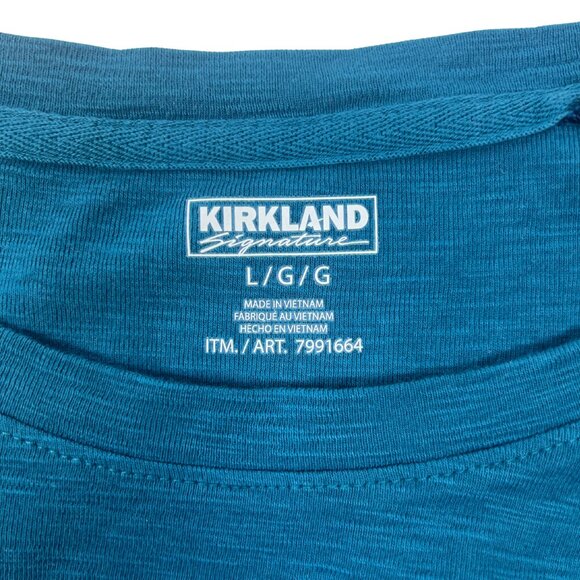 KIRKLAND
Signature
L / G / G
MADE IN VIETNAM
FABRIQUÉ AU VIETNAM
HECHO EN VIETNAM
ITM. / ART. 7991664